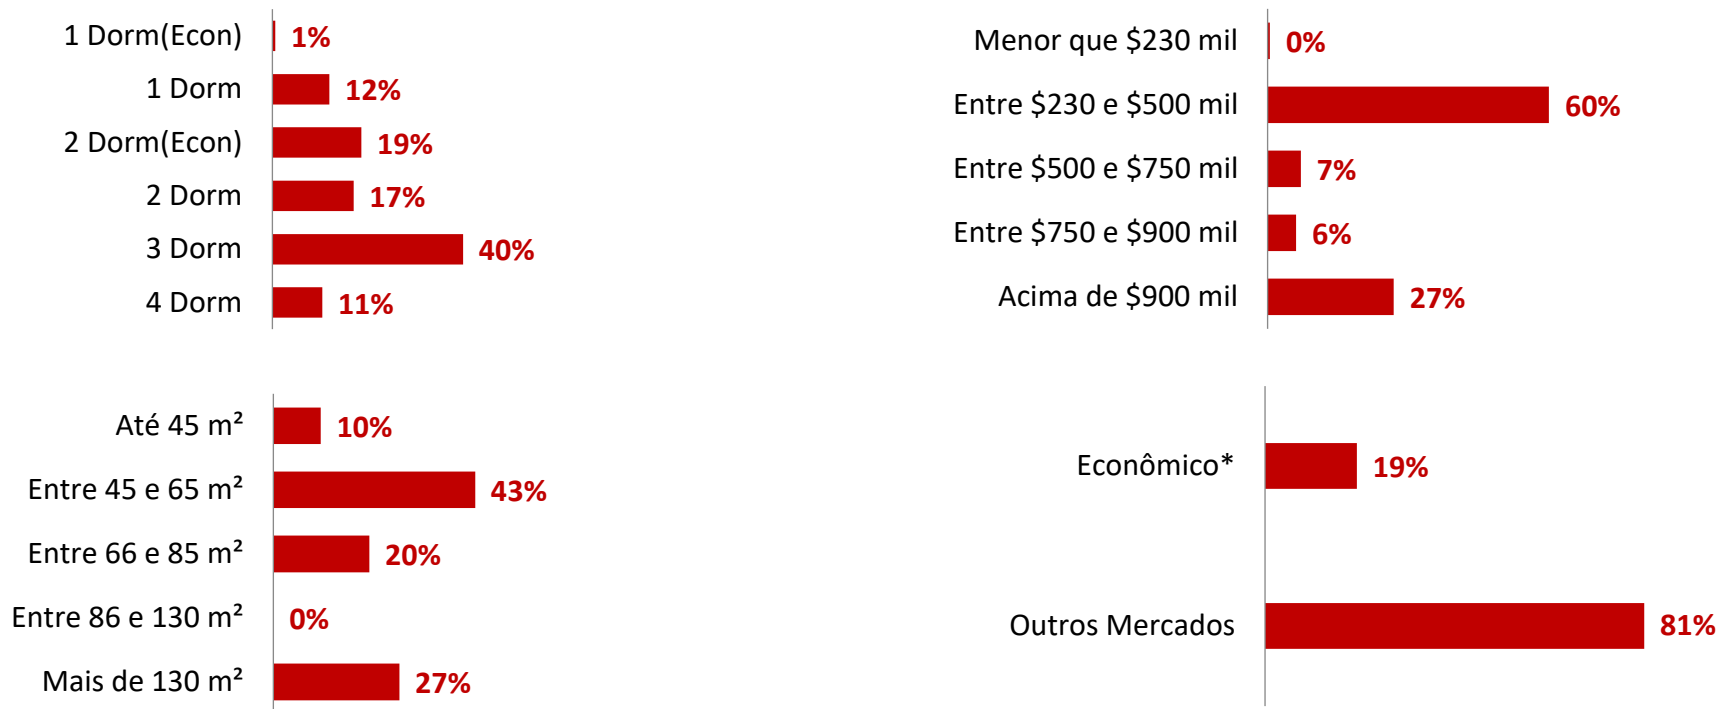 1 Dorm(Econ) 1%
1 Dorm 12%
2 Dorm(Econ) 19%
2 Dorm 17%
3 Dorm 40%
4 Dorm 11%
Menor que $230 mil 0%
Entre $230 e $500 mil 60%
Entre $500 e $750 mil 7%
Entre $750 e $900 mil 6%
Acima de $900 mil 27%
Até 45 m² 10%
Entre 45 e 65 m² 43%
Entre 66 e 85 m² 20%
Entre 86 e 130 m² 0%
Mais de 130 m² 27%
Econômico* 19%
Outros Mercados 81%